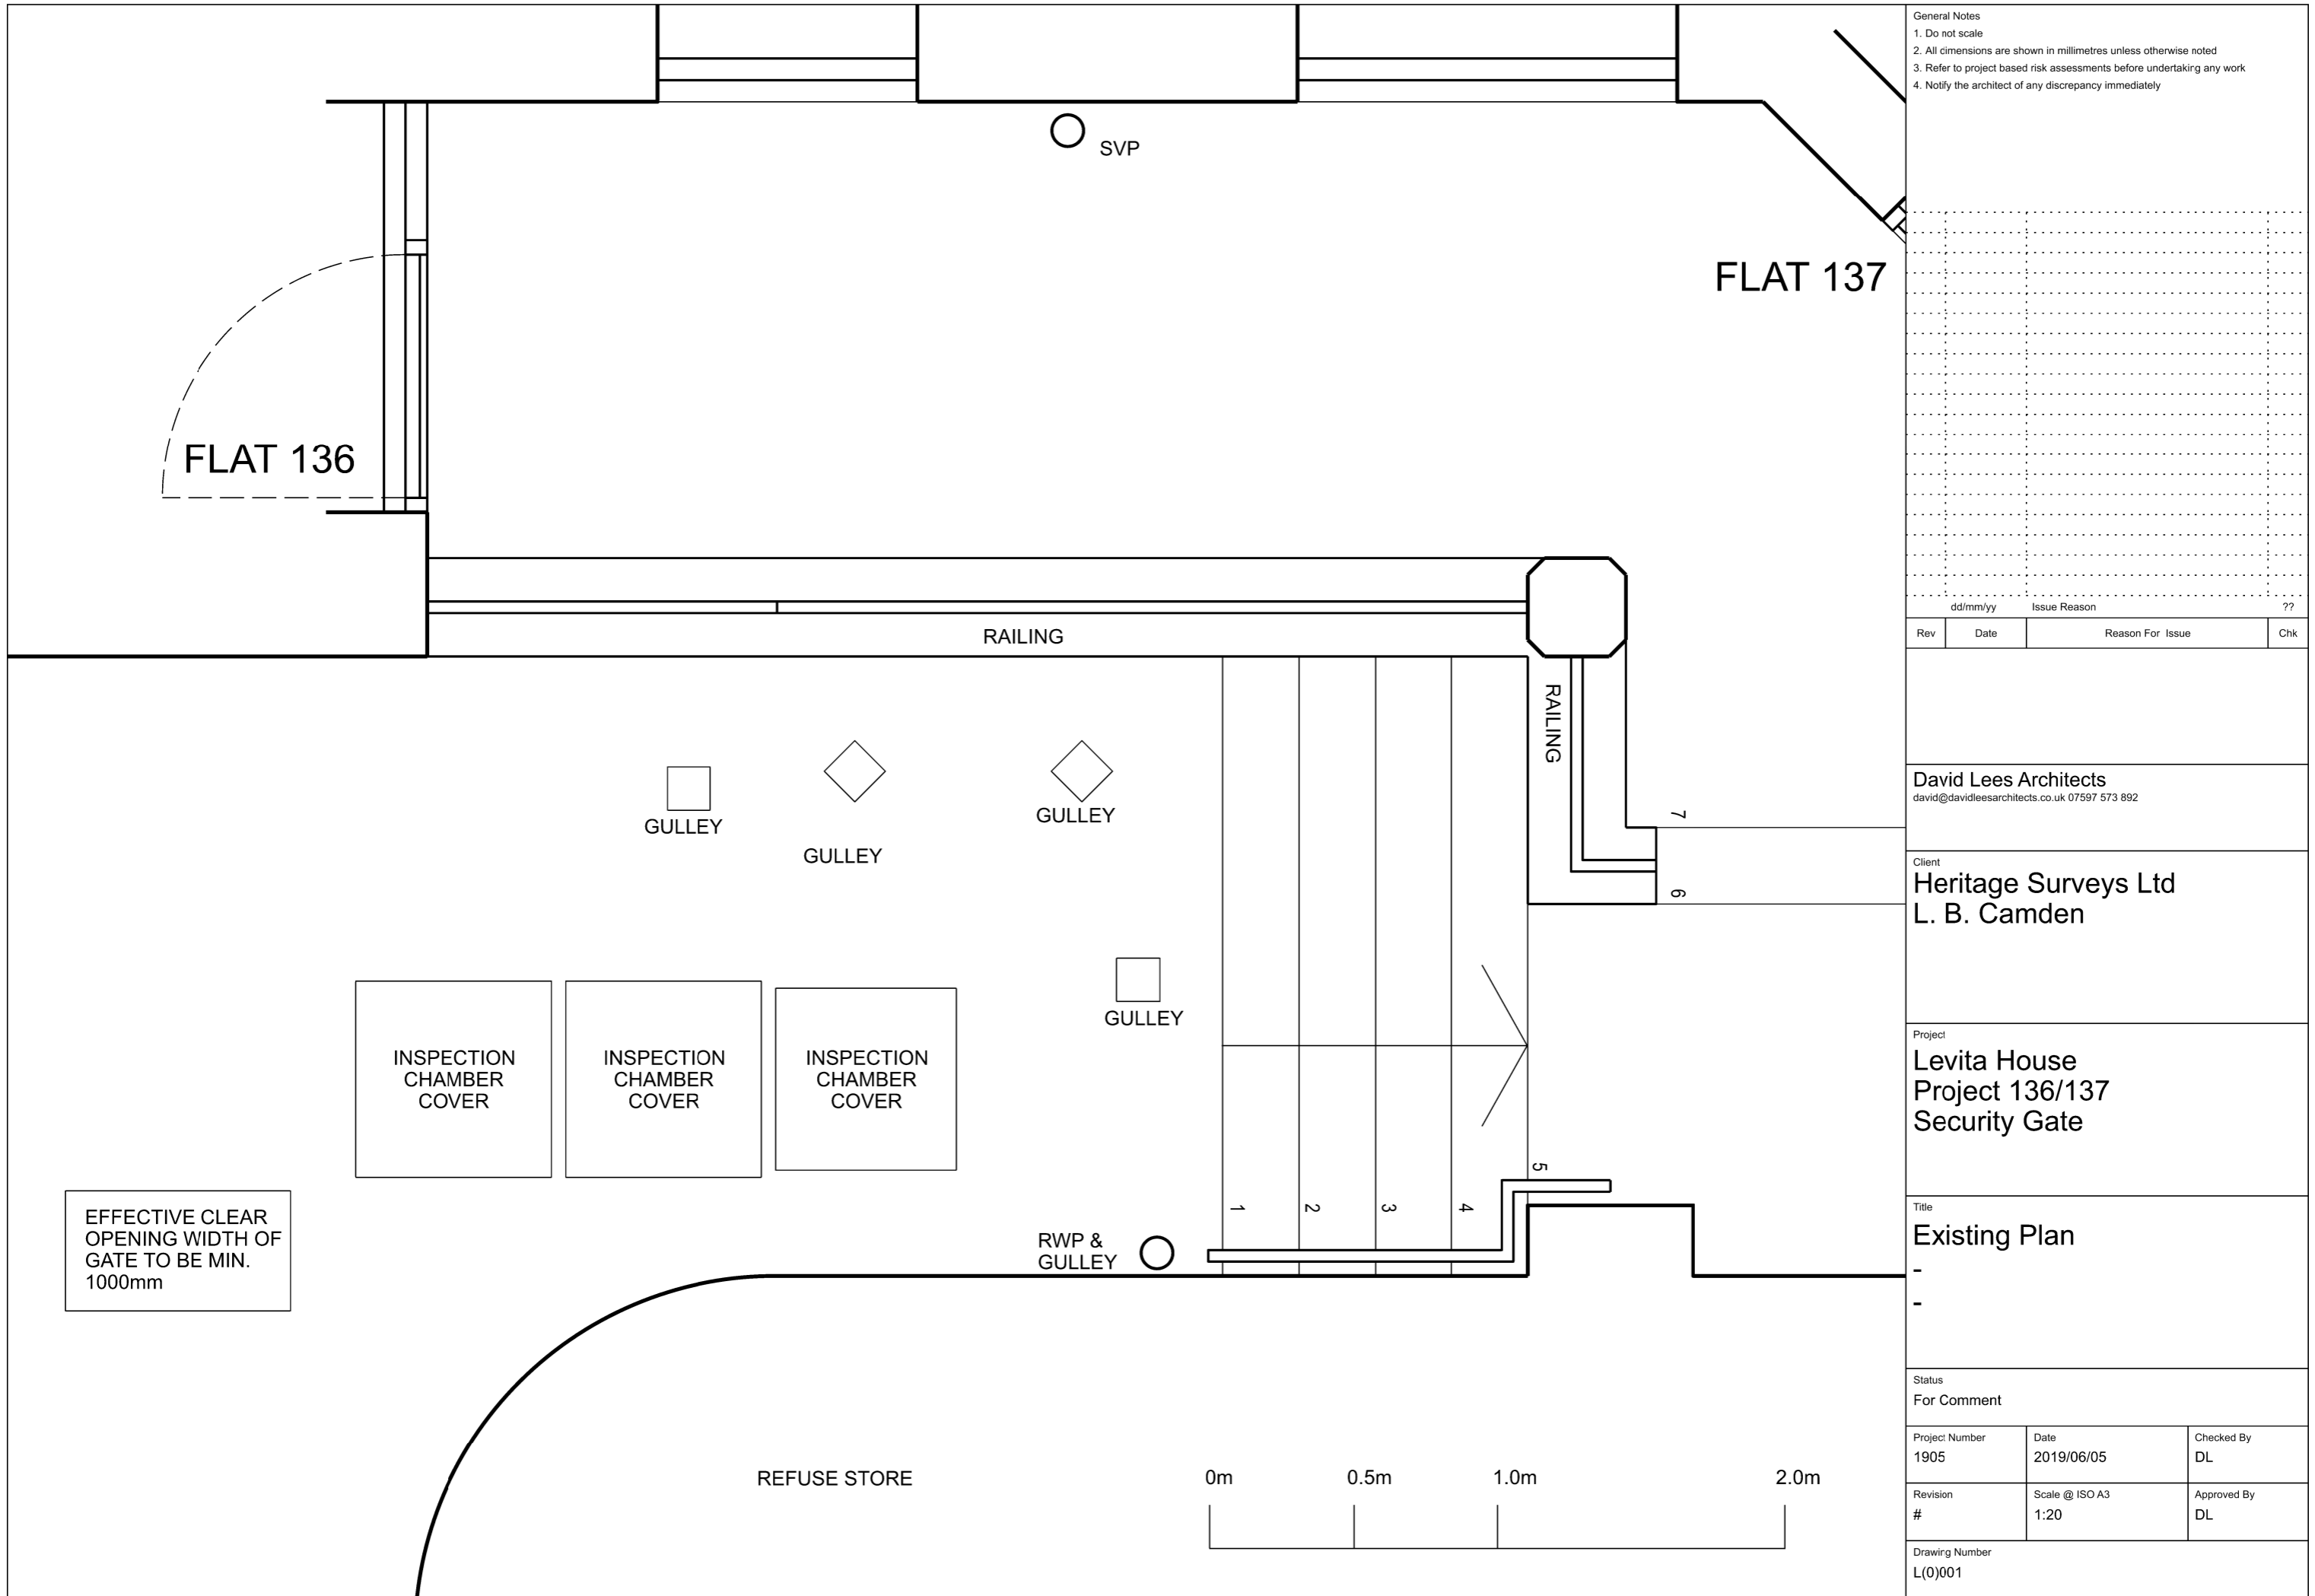 SVP
FLAT 137
FLAT 136
RAILING
RAILING
GULLEY
GULLEY
GULLEY
7
6
GULLEY
INSPECTION
CHAMBER
COVER
INSPECTION
CHAMBER
COVER
INSPECTION
CHAMBER
COVER
5
1
2
3
4
EFFECTIVE CLEAR
OPENING WIDTH OF
GATE TO BE MIN.
1000mm
RWP &
GULLEY
REFUSE STORE
0m 0.5m 1.0m 2.0m
General Notes
1. Do not scale
2. All dimensions are shown in millimetres unless otherwise noted
3. Refer to project based risk assessments before undertaking any work
4. Notify the architect of any discrepancy immediately
dd/mm/yy Issue Reason ??
Rev Date Reason For Issue Chk
David Lees Architects
david@davidleesarchitects.co.uk 07597 573 892
Client
Heritage Surveys Ltd
L. B. Camden
Project
Levita House
Project 136/137
Security Gate
Title
Existing Plan
-
-
Status
For Comment
Project Number Date Checked By
1905 2019/06/05 DL
Revision Scale @ ISO A3 Approved By
# 1:20 DL
Drawing Number
L(0)001